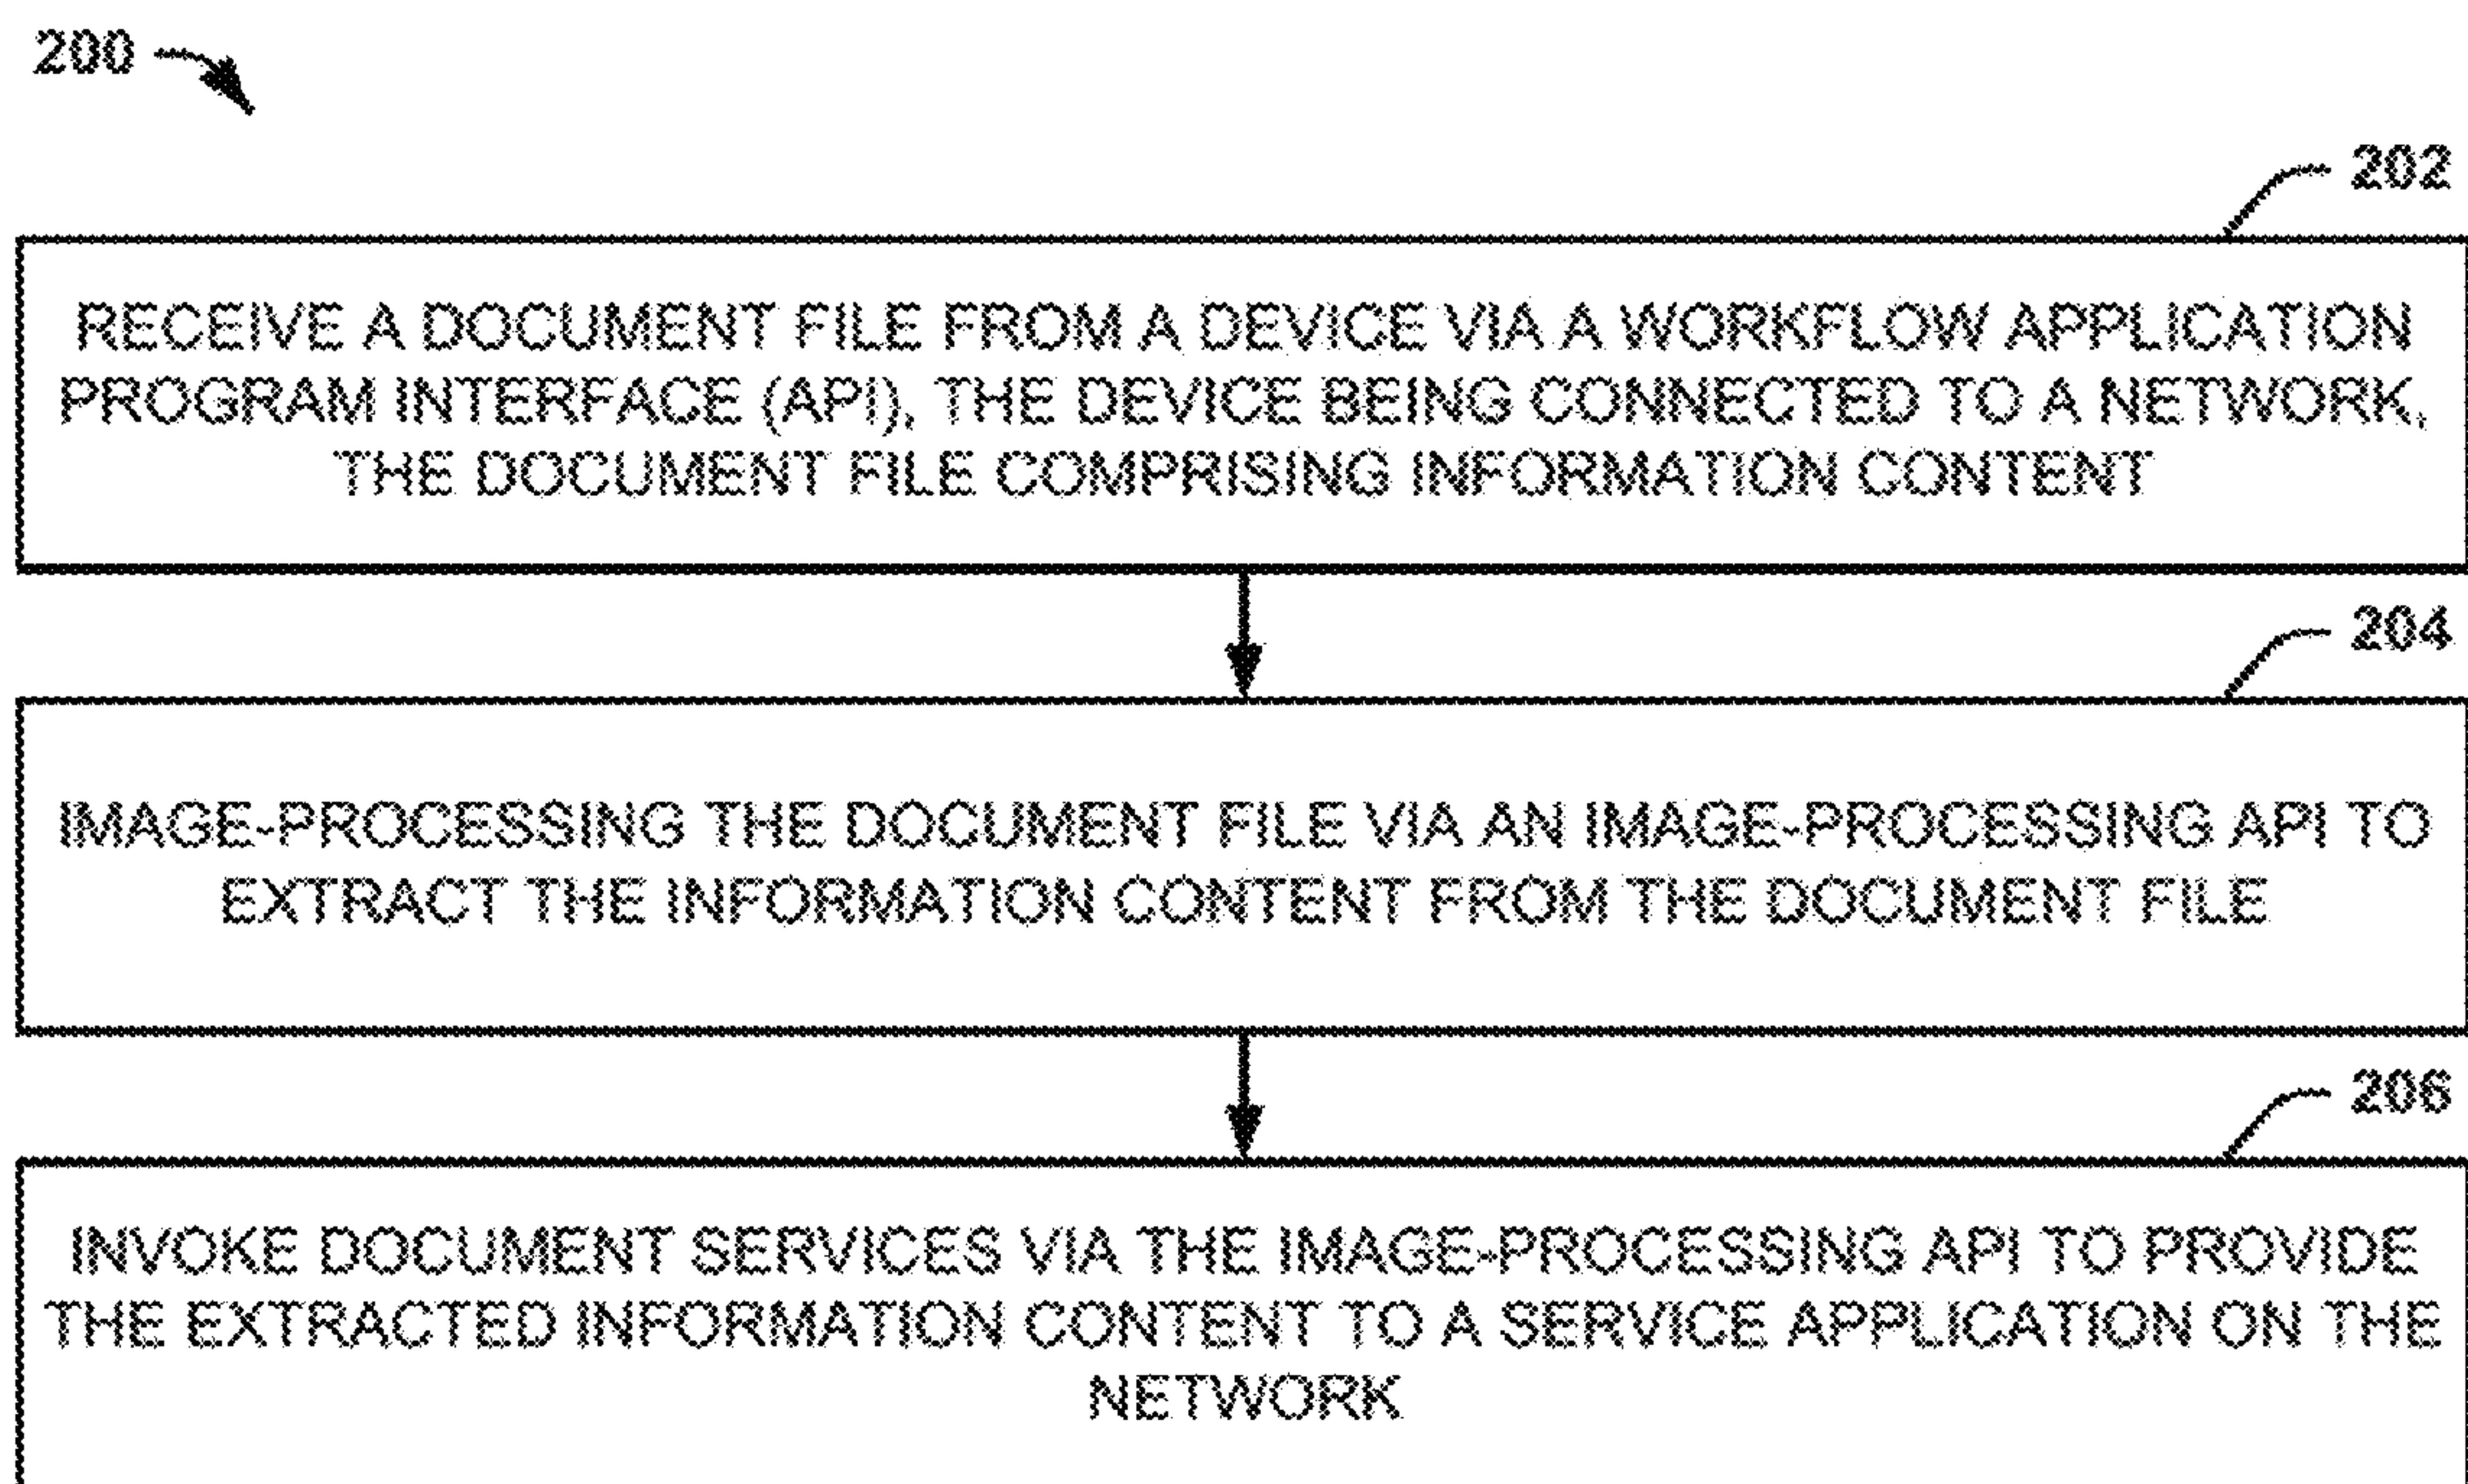 200
202
RECEIVE A DOCUMENT FILE FROM A DEVICE VIA A WORKFLOW APPLICATION
PROGRAM INTERFACE (API), THE DEVICE BEING CONNECTED TO A NETWORK,
THE DOCUMENT FILE COMPRISING INFORMATION CONTENT
204
IMAGE-PROCESSING THE DOCUMENT FILE VIA AN IMAGE-PROCESSING API TO
EXTRACT THE INFORMATION CONTENT FROM THE DOCUMENT FILE
206
INVOKE DOCUMENT SERVICES VIA THE IMAGE-PROCESSING API TO PROVIDE
THE EXTRACTED INFORMATION CONTENT TO A SERVICE APPLICATION ON THE
NETWORK